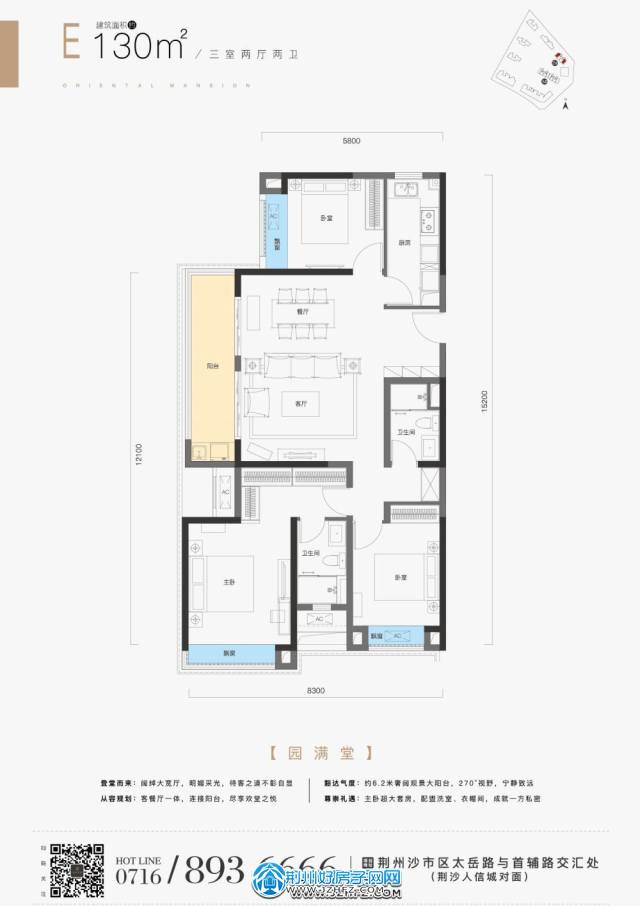 建筑面积约
E 130m² / 三室两厅两卫
ORIENTAL MANSION
5800
卧室
AC
飘窗
厨房
餐厅
阳台
客厅
卫生间
12100
15200
AC
主卧
卫生间
卧室
AC
飘窗
飘窗 AC
8300
【园满堂】
登堂而来：阔绰大宽厅，明媚采光，待客之道不彰自显
从容规划：客餐厅一体，连接阳台，尽享欢堂之悦
豁达气度：约6.2米奢阔观景大阳台，270°视野，宁静致远
尊崇礼遇：主卧超大套房，配盥洗室、衣帽间，成就一方私密
HOT LINE
0716 / 893 6666
荆州沙市区太岳路与首辅路交汇处
（荆沙人信城对面）
荆州好房子网
WWW.JZHFZ.COM